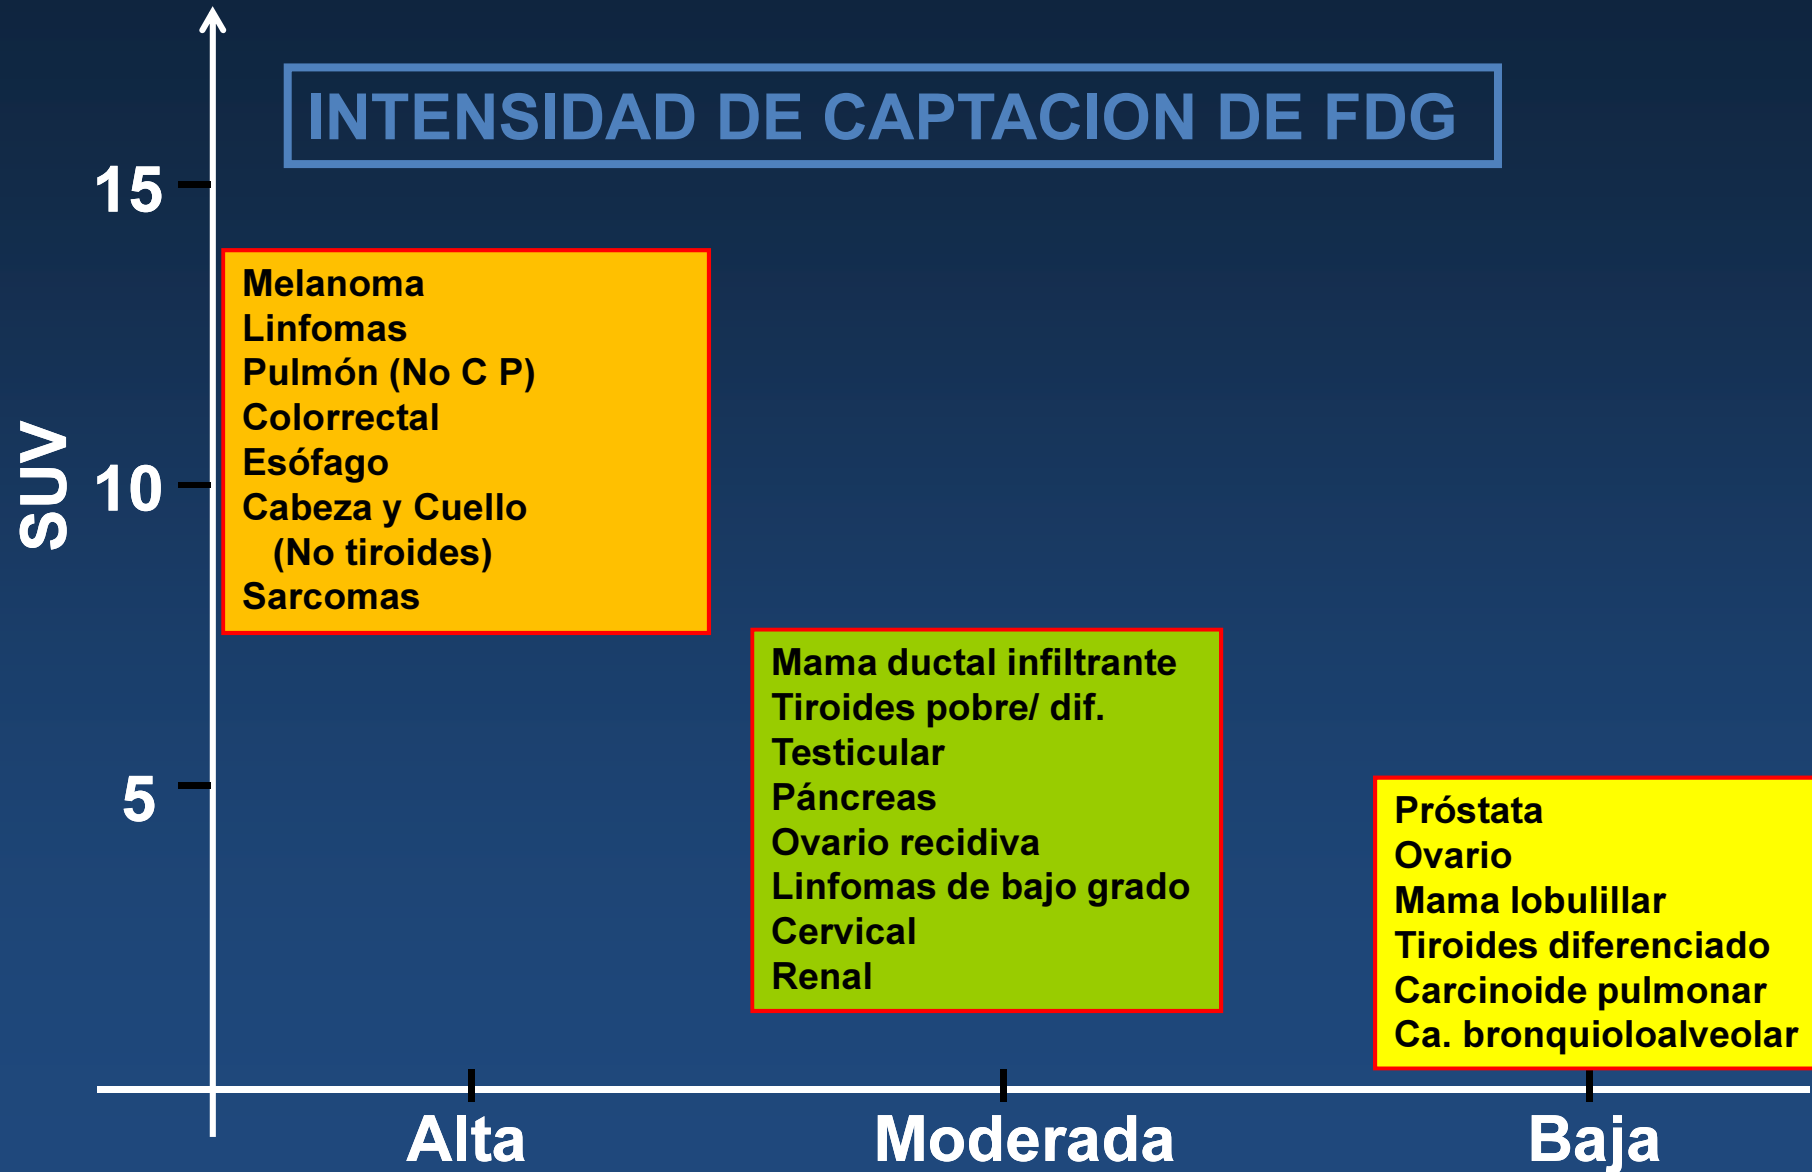 INTENSIDAD DE CAPTACION DE FDG
15
10
5
SUV
Melanoma
Linfomas
Pulmón (No C P)
Colorrectal
Esófago
Cabeza y Cuello
(No tiroides)
Sarcomas
Mama ductal infiltrante
Tiroides pobre/ dif.
Testicular
Páncreas
Ovario recidiva
Linfomas de bajo grado
Cervical
Renal
Próstata
Ovario
Mama lobulillar
Tiroides diferenciado
Carcinoide pulmonar
Ca. bronquioloalveolar
Alta
Moderada
Baja